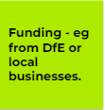 Funding - eg
from DfE or
local
businesses.